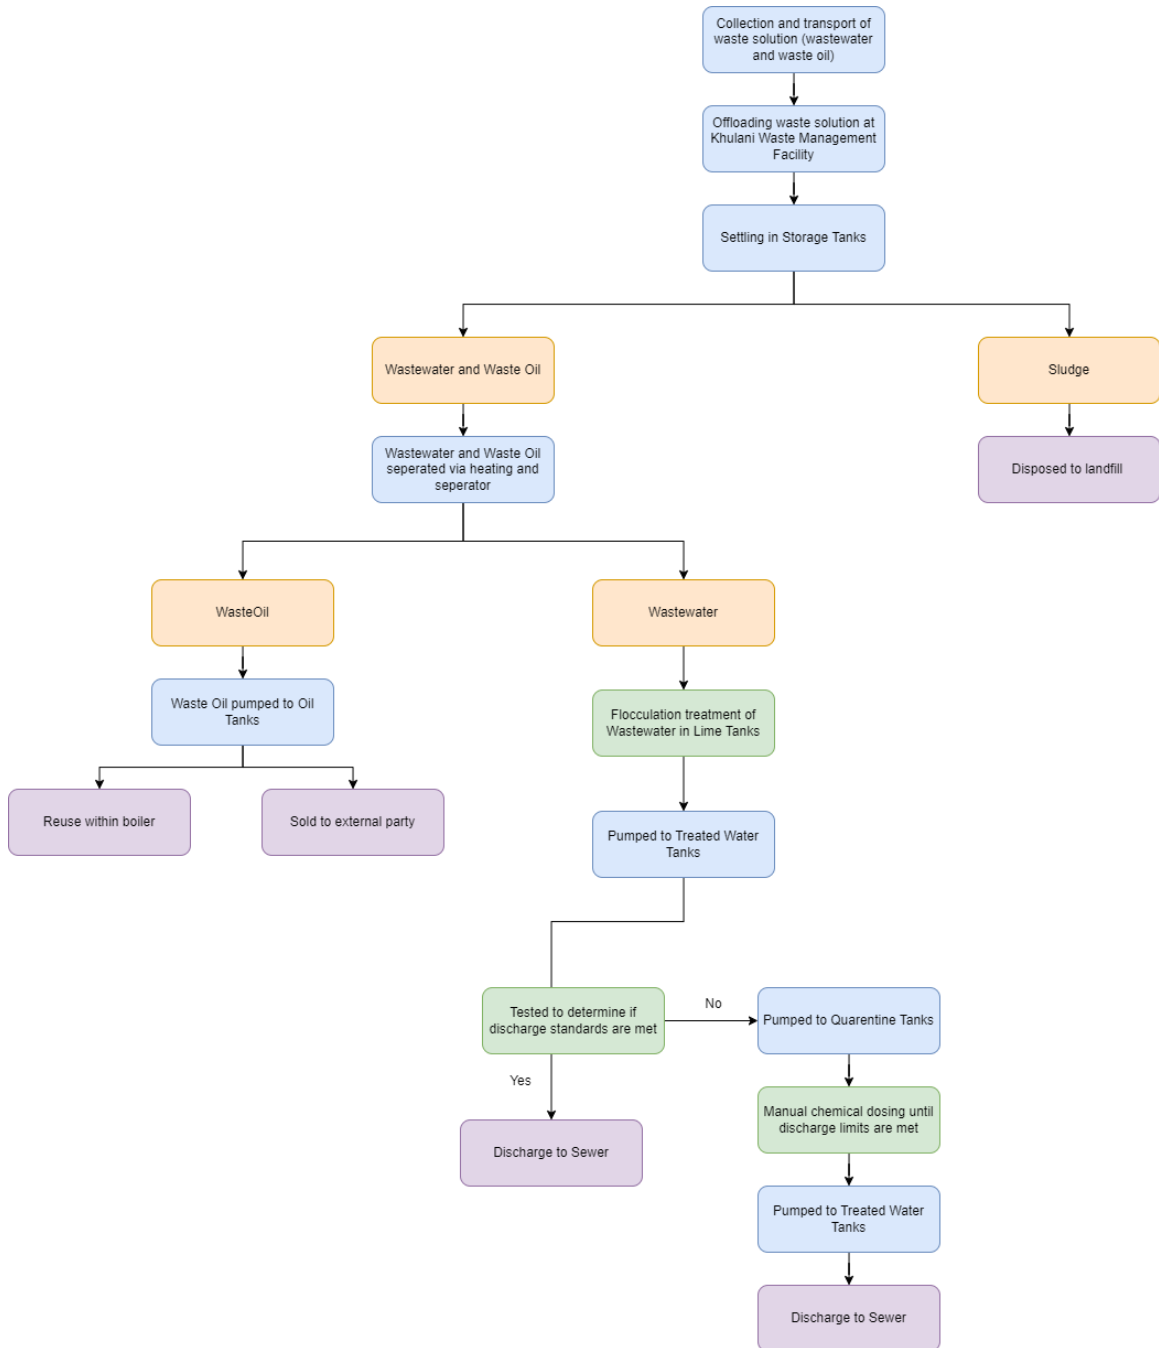 Collection and transport of
waste solution (wastewater
and waste oil)
Offloading waste solution at
Khulani Waste Management
Facility
Settling in Storage Tanks
Wastewater and Waste Oil
Sludge
Wastewater and Waste Oil
seperated via heating and
seperator
Disposed to landfill
WasteOil
Wastewater
Waste Oil pumped to Oil
Tanks
Flocculation treatment of
Wastewater in Lime Tanks
Reuse within boiler
Sold to external party
Pumped to Treated Water
Tanks
Tested to determine if
discharge standards are met
No
Pumped to Quarentine Tanks
Yes
Manual chemical dosing until
discharge limits are met
Discharge to Sewer
Pumped to Treated Water
Tanks
Discharge to Sewer